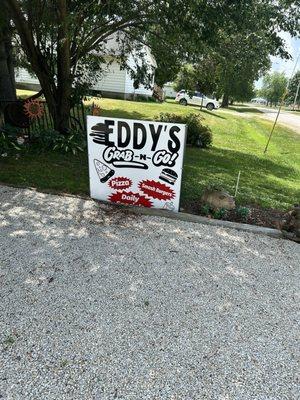 EDDY'S
GRAB-N-GO!
Pizza
Smash Burgers
Daily